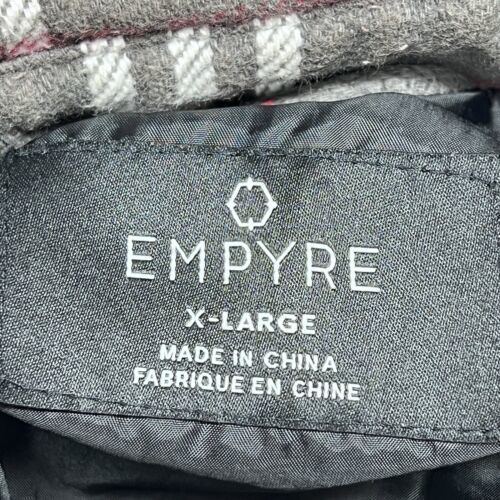 EMPYRE
X-LARGE
MADE IN CHINA
FABRIQUE EN CHINE